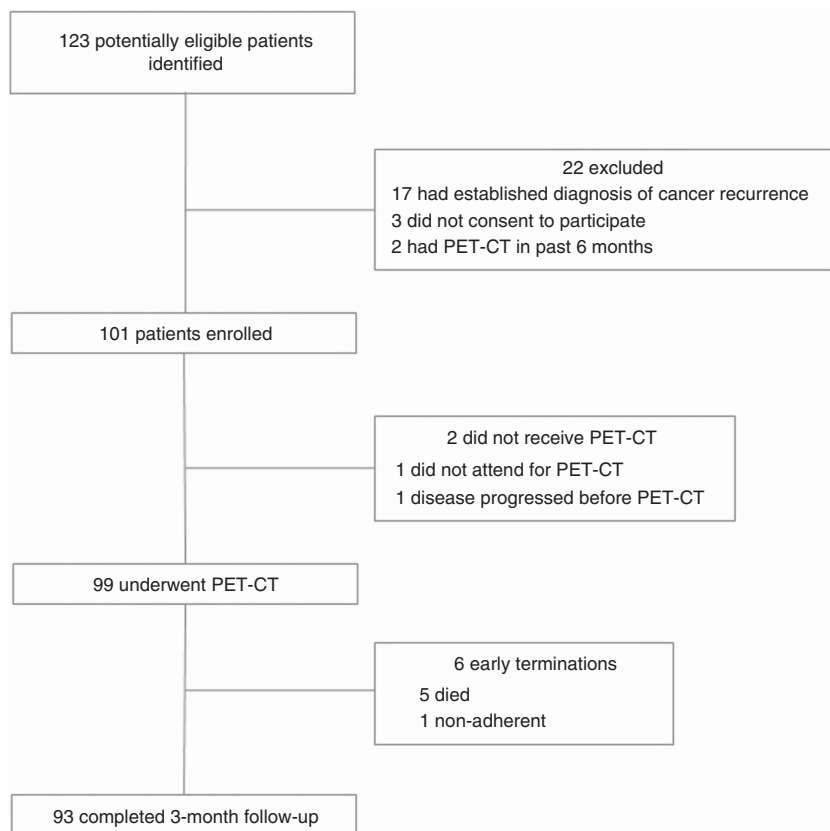 123 potentially eligible patients
identified
22 excluded
17 had established diagnosis of cancer recurrence
3 did not consent to participate
2 had PET-CT in past 6 months
101 patients enrolled
2 did not receive PET-CT
1 did not attend for PET-CT
1 disease progressed before PET-CT
99 underwent PET-CT
6 early terminations
5 died
1 non-adherent
93 completed 3-month follow-up